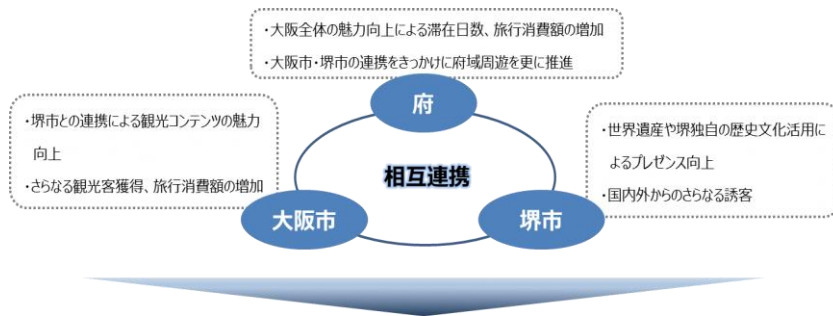 ・大阪全体の魅力向上による滞在日数、旅行消費額の増加
・大阪市・堺市の連携をきっかけに府域周遊を更に推進
府
・堺市との連携による観光コンテンツの魅力
向上
・さらなる観光客獲得、旅行消費額の増加
・世界遺産や堺独自の歴史文化活用に
よるプレゼンス向上
・国内外からのさらなる誘客
相互連携
大阪市
堺市